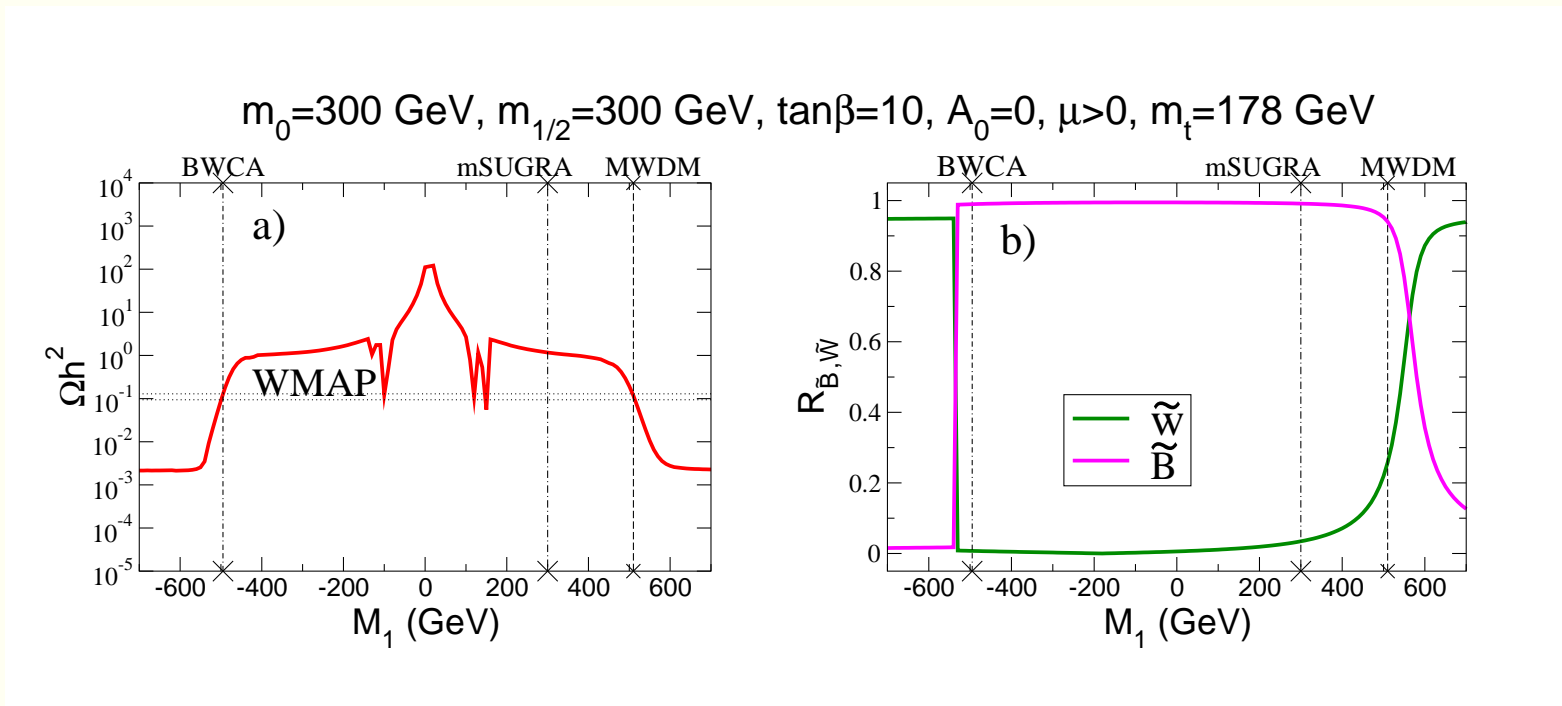 m₀=300 GeV, m₁/₂=300 GeV, tanβ=10, A₀=0, μ>0, mₜ=178 GeV
BWCA mSUGRA MWDM
a)
10⁴
10³
10²
10¹
10⁰
10⁻¹
10⁻²
10⁻³
10⁻⁴
10⁻⁵
Ωh²
WMAP
-600 -400 -200 0 200 400 600
M₁ (GeV)
BWCA mSUGRA MWDM
b)
1
0.8
0.6
0.4
0.2
0
R_B̃,W̃
W̃
B̃
-600 -400 -200 0 200 400 600
M₁ (GeV)